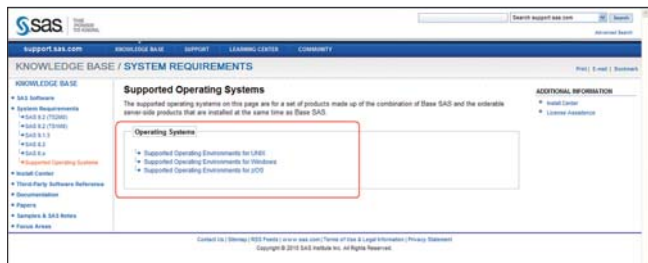 sas
THE POWER TO KNOW.
Search support.sas.com
Search
Advanced Search
support.sas.com
KNOWLEDGE BASE
SUPPORT
LEARNING CENTER
COMMUNITY
KNOWLEDGE BASE / SYSTEM REQUIREMENTS
Print | E-mail | Bookmark
KNOWLEDGE BASE
SAS Software
System Requirements
SAS 9.2 (TS2M0)
SAS 9.2 (TS1M0)
SAS 9.1.3
SAS 8.2
Supported Operating Systems
Install Center
Third-Party Software Reference
Documentation
Papers
Samples & SAS Notes
Focus Areas
Supported Operating Systems
The supported operating systems on this page are for a set of products made up of the combination of Base SAS and the orderable
server-side products that are installed at the same time as Base SAS.
Operating Systems
Supported Operating Environments for UNIX
Supported Operating Environments for Windows
Supported Operating Environments for z/OS
ADDITIONAL INFORMATION
Install Center
License Assistance
Contact Us | Sitemap | RSS Feeds | www.sas.com | Terms of Use & Legal Information | Privacy Statement
Copyright © 2010 SAS Institute Inc. All Rights Reserved.